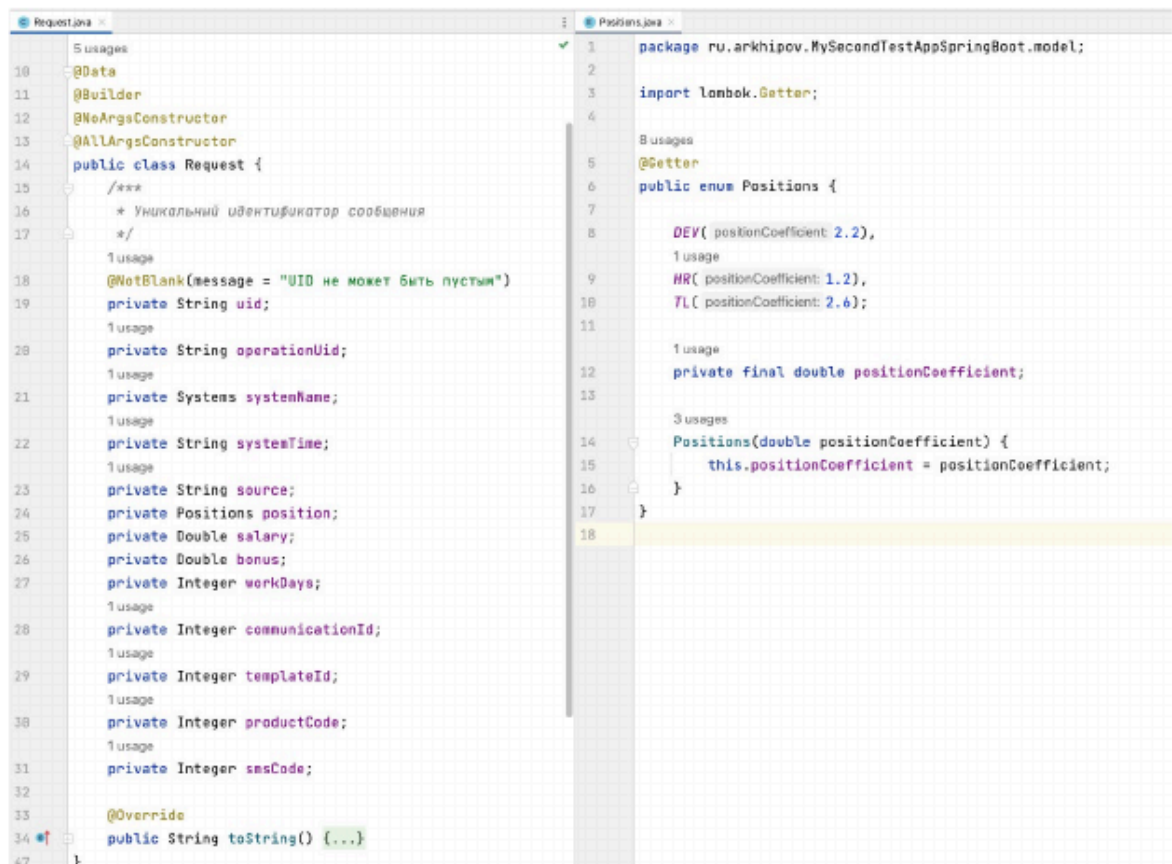 Request.java
5 usages
10 @Data
11 @Builder
12 @NoArgsConstructor
13 @AllArgsConstructor
14 public class Request {
15 /***
16 * Уникальный идентификатор сообщения
17 */
1 usage
18 @NotBlank(message = "UID не может быть пустым")
19 private String uid;
1 usage
20 private String operationUid;
1 usage
21 private Systems systemName;
1 usage
22 private String systemTime;
1 usage
23 private String source;
24 private Positions position;
25 private Double salary;
26 private Double bonus;
27 private Integer workDays;
1 usage
28 private Integer communicationId;
1 usage
29 private Integer templateId;
1 usage
30 private Integer productCode;
1 usage
31 private Integer smsCode;
32
33 @Override
34 public String toString() {...}
47 }
Positions.java
1 package ru.arkhipov.MySecondTestAppSpringBoot.model;
2
3 import lombok.Getter;
4
8 usages
5 @Getter
6 public enum Positions {
7
8 DEV( positionCoefficient: 2.2),
1 usage
9 HR( positionCoefficient: 1.2),
10 TL( positionCoefficient: 2.6);
11
1 usage
12 private final double positionCoefficient;
13
3 usages
14 Positions(double positionCoefficient) {
15 this.positionCoefficient = positionCoefficient;
16 }
17 }
18